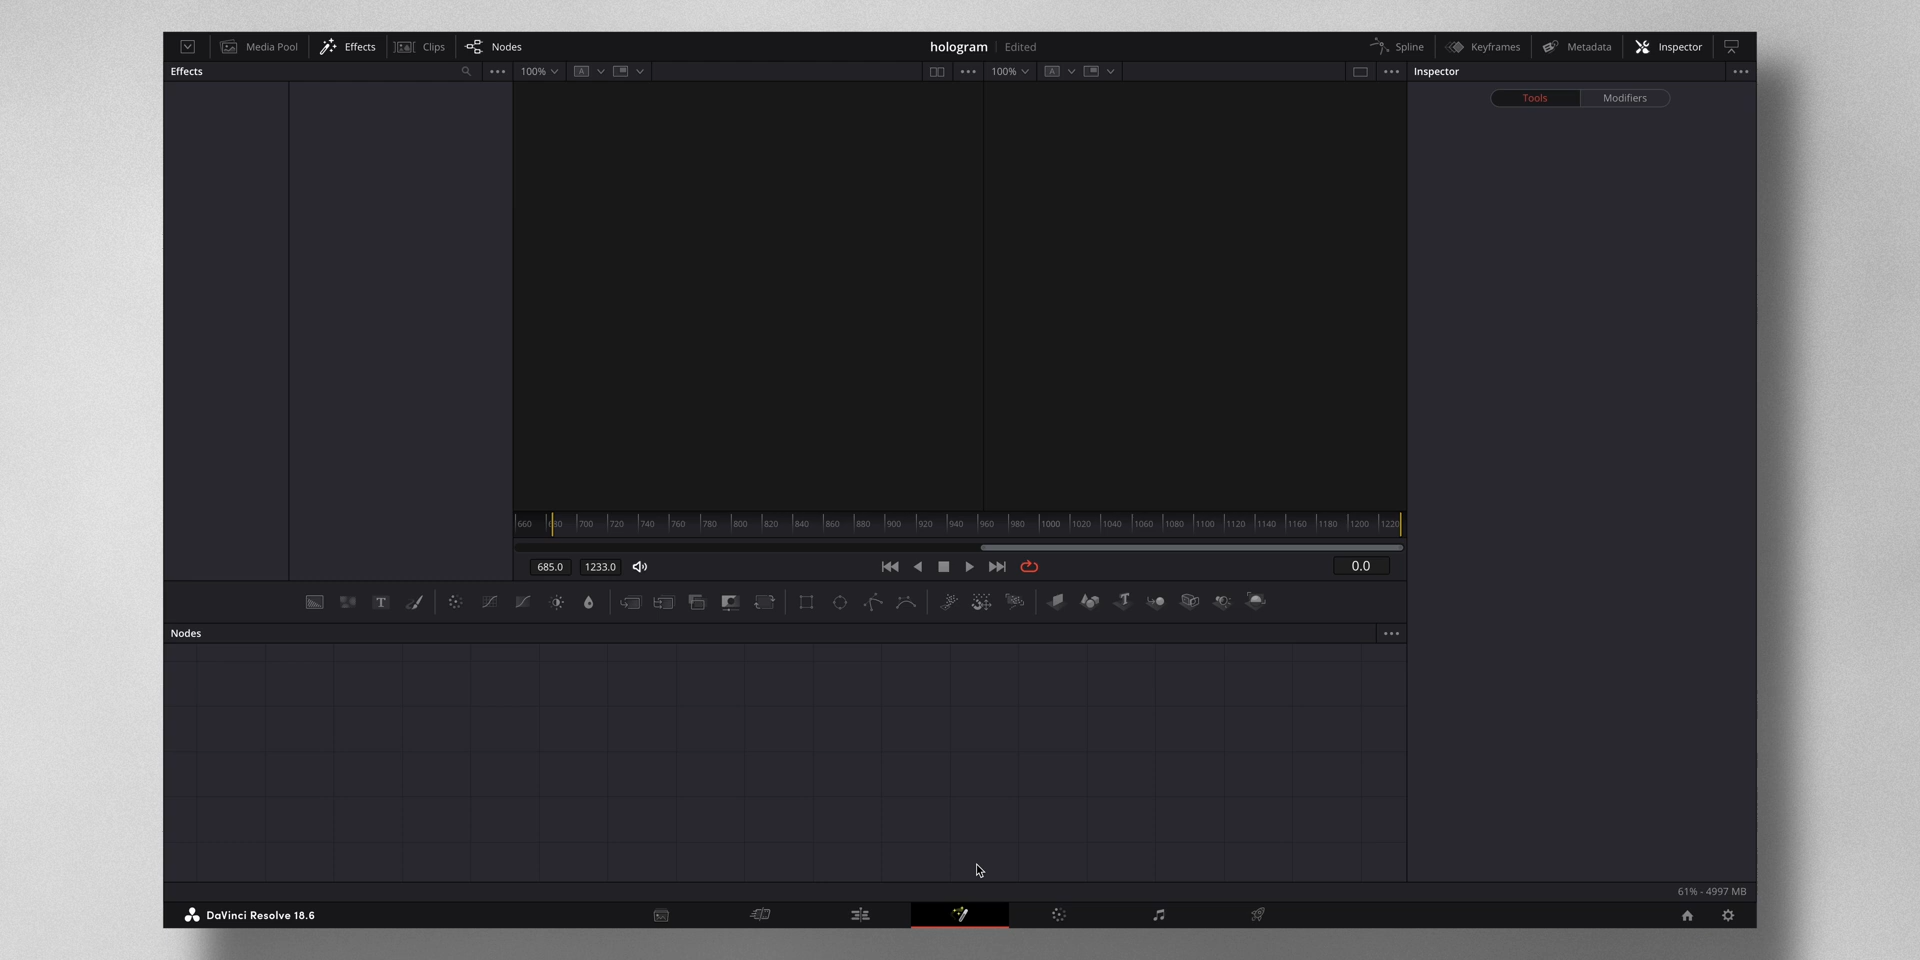 Media Pool Effects Clips Nodes hologram Edited Spline Keyframes Metadata Inspector
Effects 100% A 100% A Inspector
Tools Modifiers
660 680 700 720 740 760 780 800 820 840 860 880 900 920 940 960 980 1000 1020 1040 1060 1080 1100 1120 1140 1160 1180 1200 1220
685.0 1233.0 0.0
T
Nodes
61% - 4997 MB
DaVinci Resolve 18.6